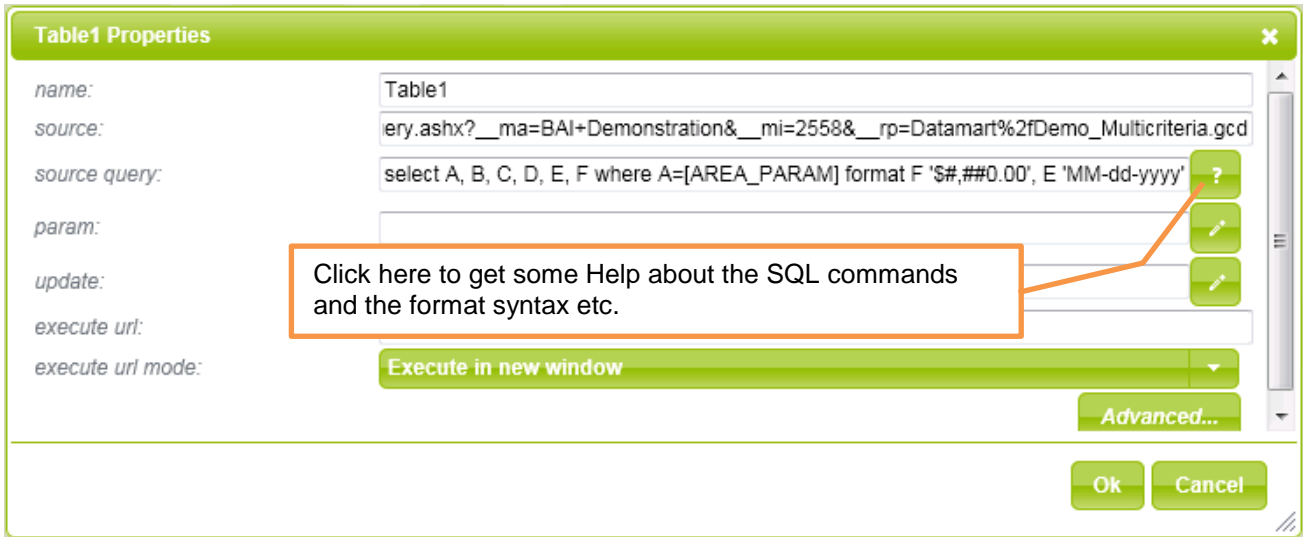 Table1 Properties
name:
Table1
source:
ery.ashx?__ma=BAI+Demonstration&__mi=2558&__rp=Datamart%2fDemo_Multicriteria.gcd
source query:
select A, B, C, D, E, F where A=[AREA_PARAM] format F '$#,##0.00', E 'MM-dd-yyyy'
?
param:
update:
Click here to get some Help about the SQL commands
and the format syntax etc.
execute url:
execute url mode:
Execute in new window
Advanced...
Ok
Cancel